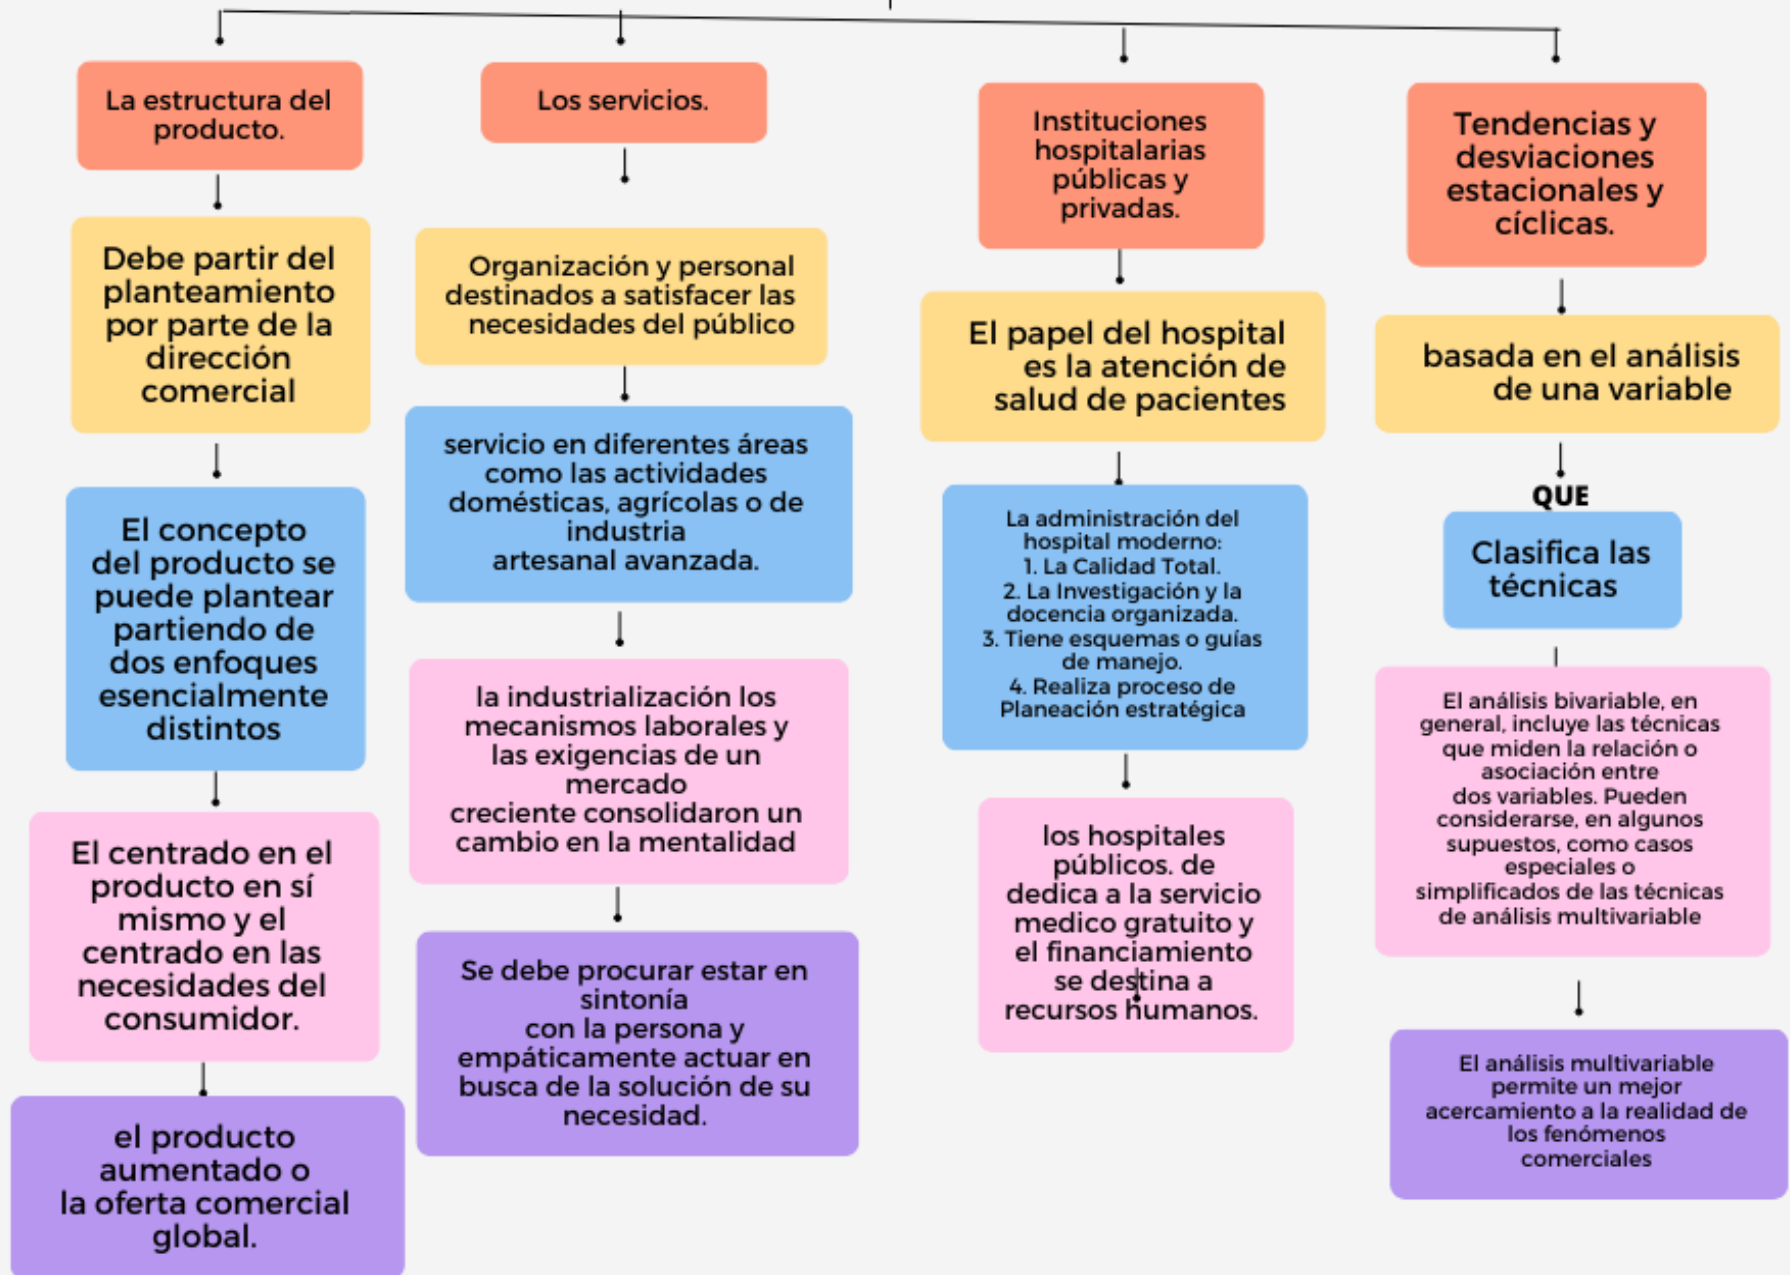 La estructura del
producto.
Debe partir del
planteamiento
por parte de la
dirección
comercial
El concepto
del producto se
puede plantear
partiendo de
dos enfoques
esencialmente
distintos
El centrado en el
producto en sí
mismo y el
centrado en las
necesidades del
consumidor.
el producto
aumentado o
la oferta comercial
global.
Los servicios.
Organización y personal
destinados a satisfacer las
necesidades del público
servicio en diferentes áreas
como las actividades
domésticas, agrícolas o de
industria
artesanal avanzada.
la industrialización los
mecanismos laborales y
las exigencias de un
mercado
creciente consolidaron un
cambio en la mentalidad
Se debe procurar estar en
sintonía
con la persona y
empáticamente actuar en
busca de la solución de su
necesidad.
Instituciones
hospitalarias
públicas y
privadas.
El papel del hospital
es la atención de
salud de pacientes
La administración del
hospital moderno:
1. La Calidad Total.
2. La Investigación y la
docencia organizada.
3. Tiene esquemas o guías
de manejo.
4. Realiza proceso de
Planeación estratégica
los hospitales
públicos. de
dedica a la servicio
medico gratuito y
el financiamiento
se destina a
recursos humanos.
Tendencias y
desviaciones
estacionales y
cíclicas.
basada en el análisis
de una variable
QUE
Clasifica las
técnicas
El análisis bivariable, en
general, incluye las técnicas
que miden la relación o
asociación entre
dos variables. Pueden
considerarse, en algunos
supuestos, como casos
especiales o
simplificados de las técnicas
de análisis multivariable
El análisis multivariable
permite un mejor
acercamiento a la realidad de
los fenómenos
comerciales